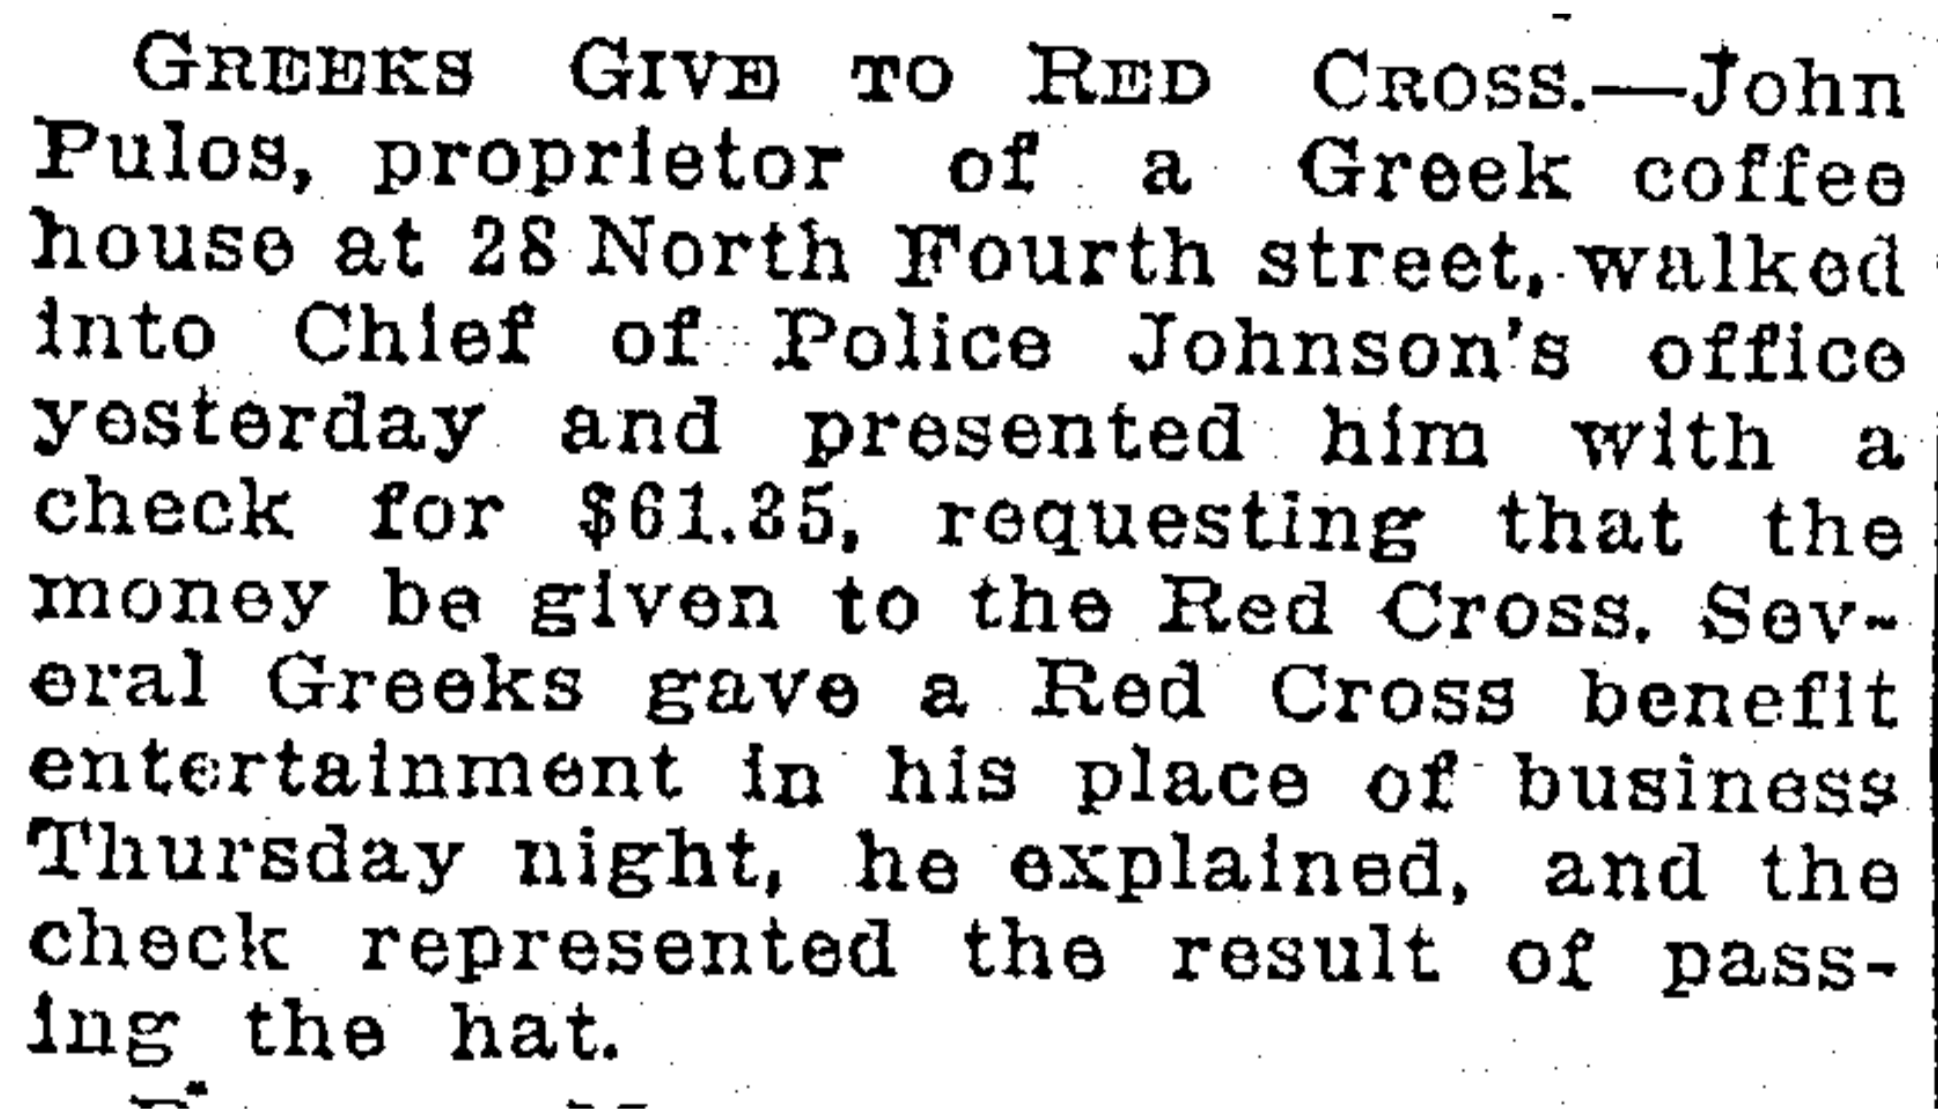 GREEKS GIVE TO RED CROSS.—John
Pulos, proprietor of a Greek coffee
house at 28 North Fourth street, walked
into Chief of Police Johnson's office
yesterday and presented him with a
check for $61.35, requesting that the
money be given to the Red Cross. Sev-
eral Greeks gave a Red Cross benefit
entertainment in his place of business
Thursday night, he explained, and the
check represented the result of pass-
ing the hat.